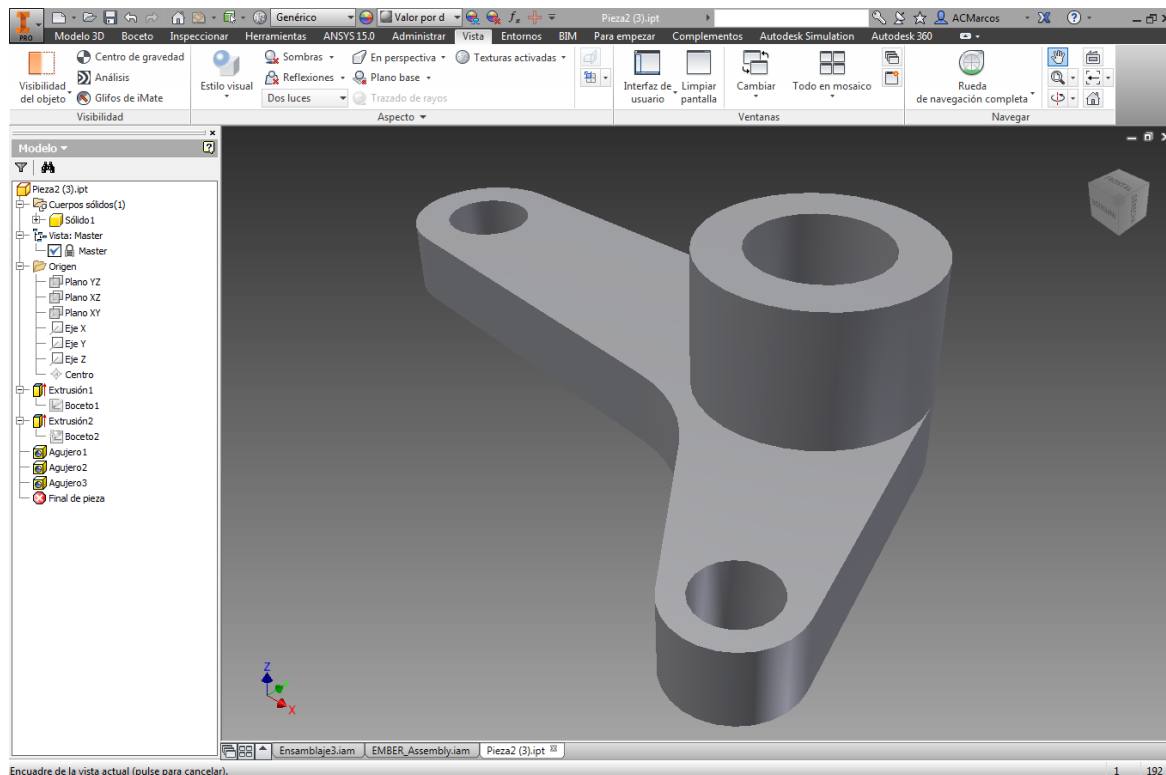 Genérico
Valor por d
fx
Pieza2 (3).ipt
ACMarcos
PRO
Modelo 3D Boceto Inspeccionar Herramientas ANSYS 15.0 Administrar Vista Entornos BIM Para empezar Complementos Autodesk Simulation Autodesk 360
Centro de gravedad
Análisis
Glifos de iMate
Visibilidad
del objeto
Visibilidad
Estilo visual
Sombras
En perspectiva
Texturas activadas
Reflexiones
Plano base
Dos luces
Trazado de rayos
Aspecto
Interfaz de
usuario
Limpiar
pantalla
Cambiar
Todo en mosaico
Ventanas
Rueda
de navegación completa
Navegar
Modelo
Pieza2 (3).ipt
Cuerpos sólidos(1)
Sólido1
Vista: Master
Master
Origen
Plano YZ
Plano XZ
Plano XY
Eje X
Eje Y
Eje Z
Centro
Extrusión1
Boceto1
Extrusión2
Boceto2
Agujero1
Agujero2
Agujero3
Final de pieza
FRONTAL
Z
X
Ensamblaje3.iam EMBER_Assembly.iam Pieza2 (3).ipt
Encuadre de la vista actual (pulse para cancelar).
1 192